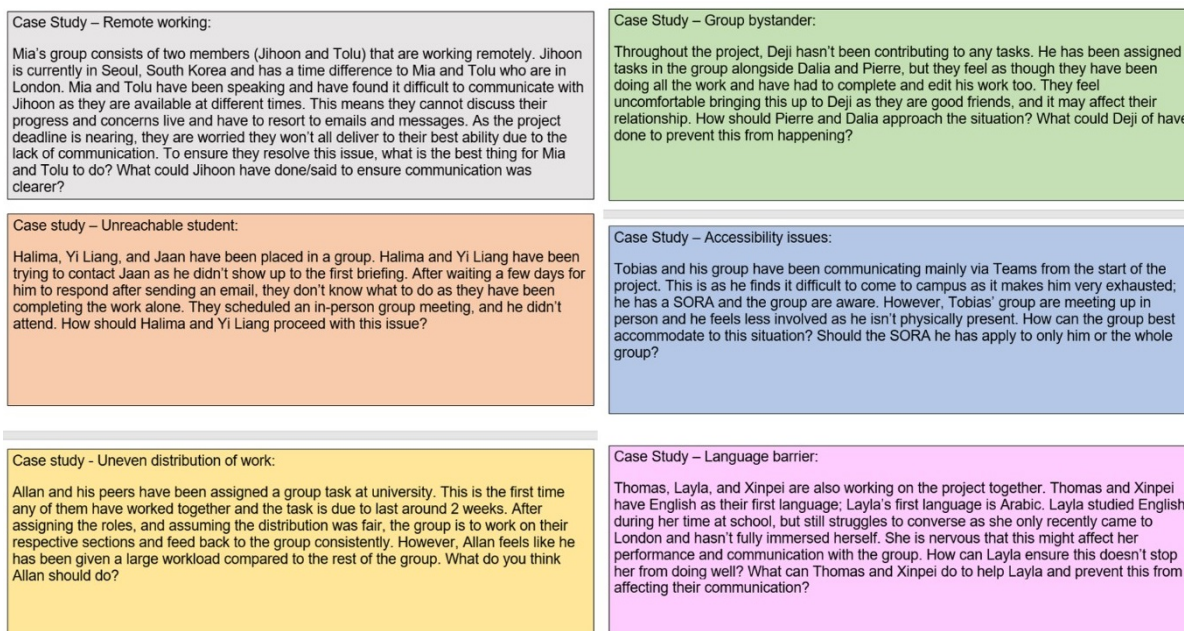 Case Study – Remote working:
Mia's group consists of two members (Jihoon and Tolu) that are working remotely. Jihoon
is currently in Seoul, South Korea and has a time difference to Mia and Tolu who are in
London. Mia and Tolu have been speaking and have found it difficult to communicate with
Jihoon as they are available at different times. This means they cannot discuss their
progress and concerns live and have to resort to emails and messages. As the project
deadline is nearing, they are worried they won't all deliver to their best ability due to the
lack of communication. To ensure they resolve this issue, what is the best thing for Mia
and Tolu to do? What could Jihoon have done/said to ensure communication was
clearer?
Case Study – Group bystander:
Throughout the project, Deji hasn't been contributing to any tasks. He has been assigned
tasks in the group alongside Dalia and Pierre, but they feel as though they have been
doing all the work and have had to complete and edit his work too. They feel
uncomfortable bringing this up to Deji as they are good friends, and it may affect their
relationship. How should Pierre and Dalia approach the situation? What could Deji of have
done to prevent this from happening?
Case study – Unreachable student:
Halima, Yi Liang, and Jaan have been placed in a group. Halima and Yi Liang have been
trying to contact Jaan as he didn't show up to the first briefing. After waiting a few days for
him to respond after sending an email, they don't know what to do as they have been
completing the work alone. They scheduled an in-person group meeting, and he didn't
attend. How should Halima and Yi Liang proceed with this issue?
Case Study – Accessibility issues:
Tobias and his group have been communicating mainly via Teams from the start of the
project. This is as he finds it difficult to come to campus as it makes him very exhausted;
he has a SORA and the group are aware. However, Tobias' group are meeting up in
person and he feels less involved as he isn't physically present. How can the group best
accommodate to this situation? Should the SORA he has apply to only him or the whole
group?
Case study - Uneven distribution of work:
Allan and his peers have been assigned a group task at university. This is the first time
any of them have worked together and the task is due to last around 2 weeks. After
assigning the roles, and assuming the distribution was fair, the group is to work on their
respective sections and feed back to the group consistently. However, Allan feels like he
has been given a large workload compared to the rest of the group. What do you think
Allan should do?
Case Study – Language barrier:
Thomas, Layla, and Xinpei are also working on the project together. Thomas and Xinpei
have English as their first language; Layla's first language is Arabic. Layla studied English
during her time at school, but still struggles to converse as she only recently came to
London and hasn't fully immersed herself. She is nervous that this might affect her
performance and communication with the group. How can Layla ensure this doesn't stop
her from doing well? What can Thomas and Xinpei do to help Layla and prevent this from
affecting their communication?